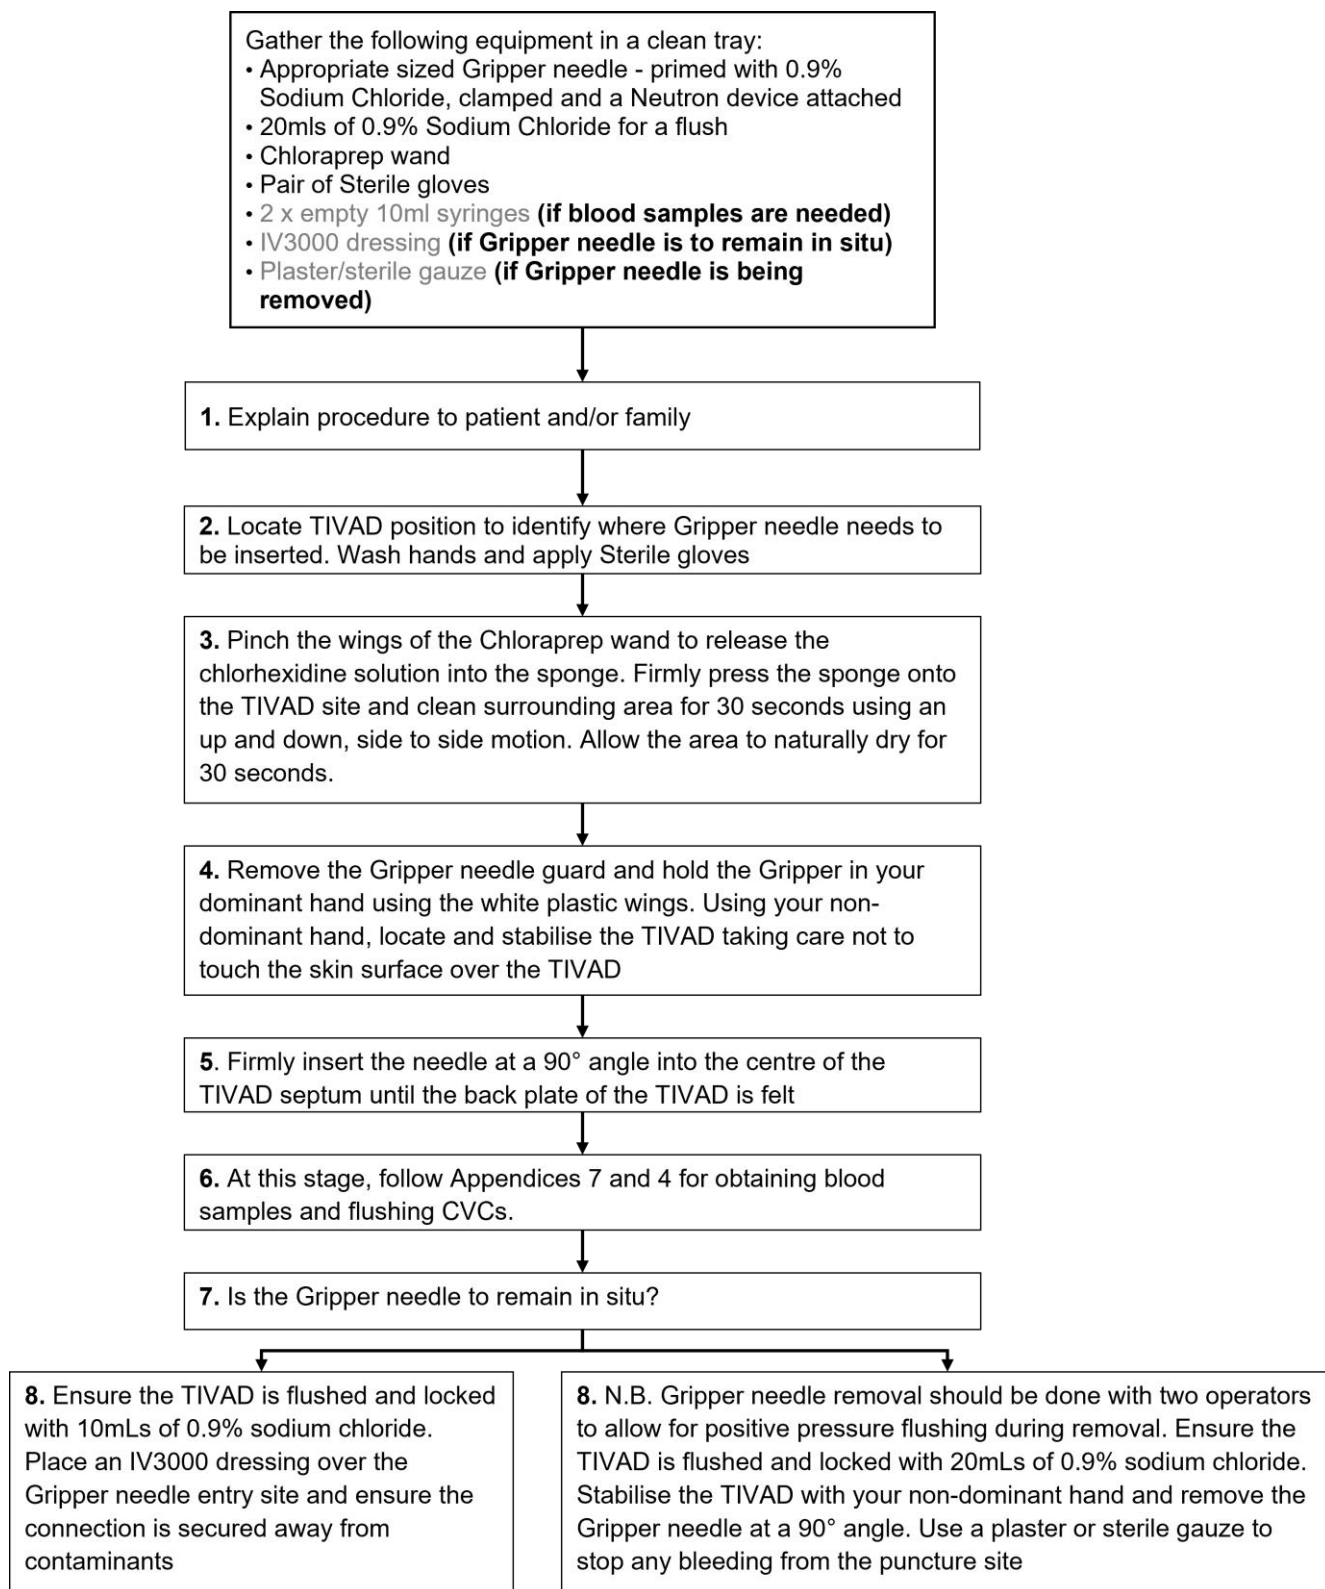 Gather the following equipment in a clean tray:
• Appropriate sized Gripper needle - primed with 0.9%
Sodium Chloride, clamped and a Neutron device attached
• 20mls of 0.9% Sodium Chloride for a flush
• Chloraprep wand
• Pair of Sterile gloves
• 2 x empty 10ml syringes (if blood samples are needed)
• IV3000 dressing (if Gripper needle is to remain in situ)
• Plaster/sterile gauze (if Gripper needle is being
removed)
1. Explain procedure to patient and/or family
2. Locate TIVAD position to identify where Gripper needle needs to
be inserted. Wash hands and apply Sterile gloves
3. Pinch the wings of the Chloraprep wand to release the
chlorhexidine solution into the sponge. Firmly press the sponge onto
the TIVAD site and clean surrounding area for 30 seconds using an
up and down, side to side motion. Allow the area to naturally dry for
30 seconds.
4. Remove the Gripper needle guard and hold the Gripper in your
dominant hand using the white plastic wings. Using your non-
dominant hand, locate and stabilise the TIVAD taking care not to
touch the skin surface over the TIVAD
5. Firmly insert the needle at a 90° angle into the centre of the
TIVAD septum until the back plate of the TIVAD is felt
6. At this stage, follow Appendices 7 and 4 for obtaining blood
samples and flushing CVCs.
7. Is the Gripper needle to remain in situ?
8. Ensure the TIVAD is flushed and locked
with 10mLs of 0.9% sodium chloride.
Place an IV3000 dressing over the
Gripper needle entry site and ensure the
connection is secured away from
contaminants
8. N.B. Gripper needle removal should be done with two operators
to allow for positive pressure flushing during removal. Ensure the
TIVAD is flushed and locked with 20mLs of 0.9% sodium chloride.
Stabilise the TIVAD with your non-dominant hand and remove the
Gripper needle at a 90° angle. Use a plaster or sterile gauze to
stop any bleeding from the puncture site